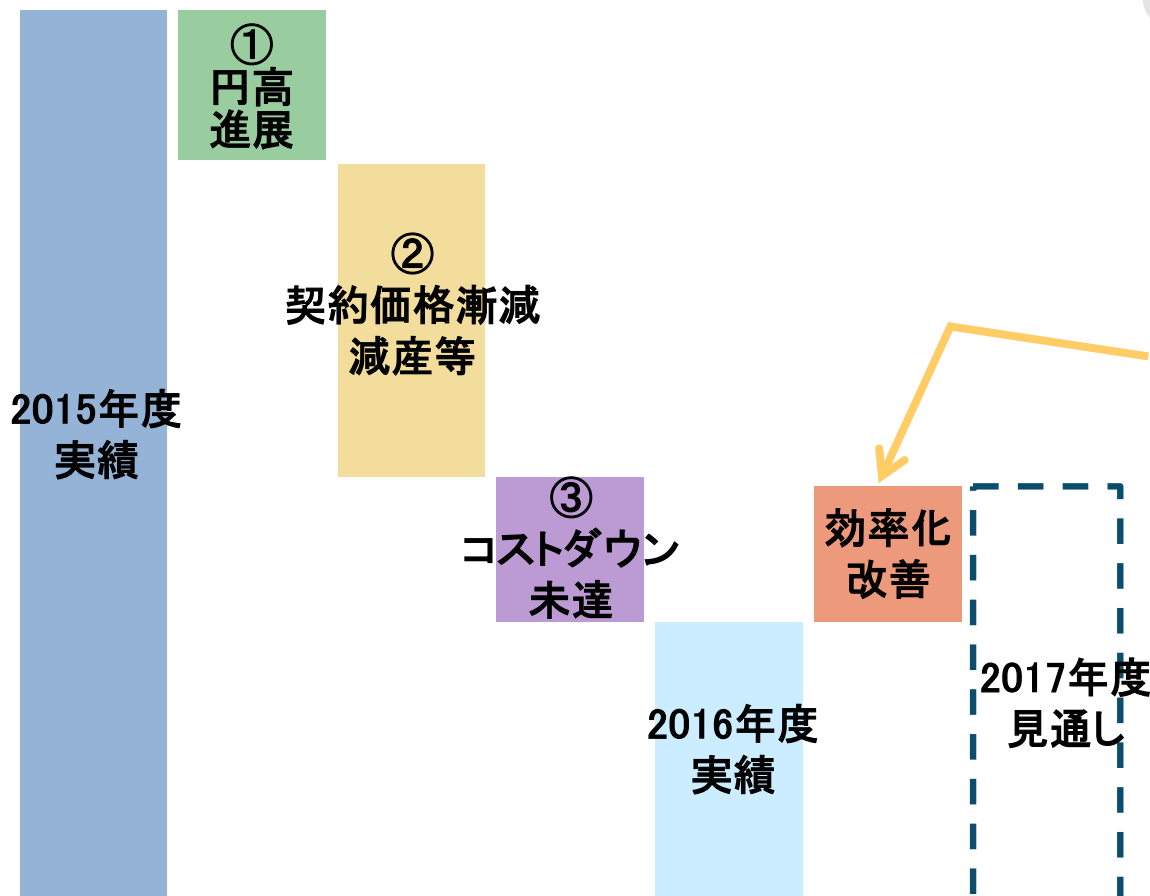 ①
円高
進展
②
契約価格漸減
減産等
2015年度
実績
③
コストダウン
未達
効率化
改善
2016年度
実績
2017年度
見通し